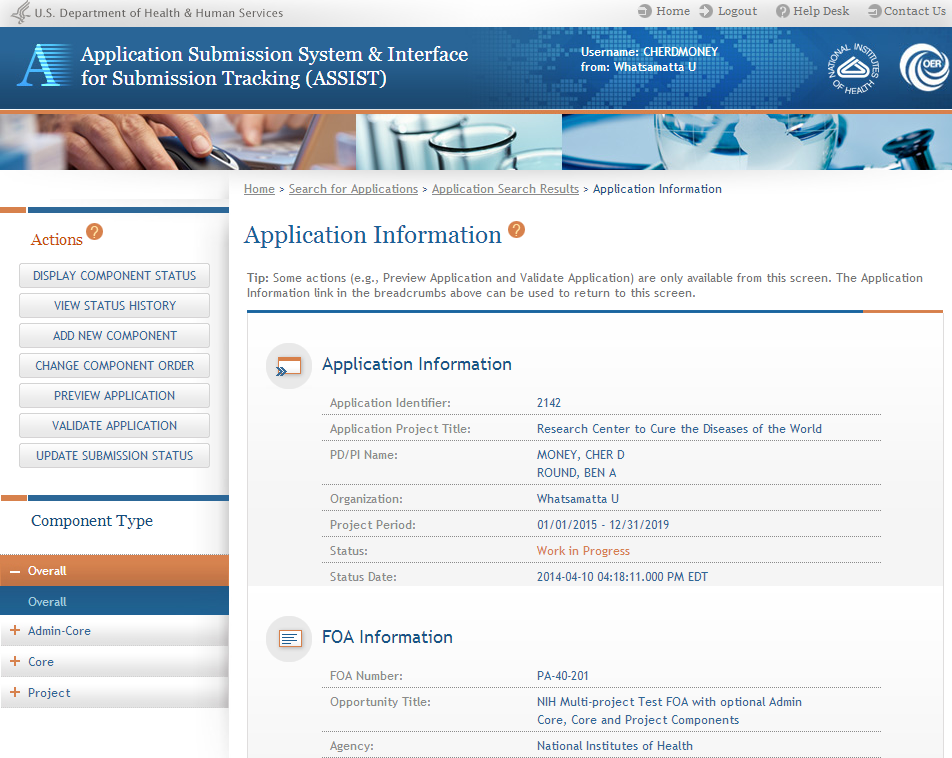 U.S. Department of Health & Human Services
Home Logout ? Help Desk Contact Us
A
Application Submission System & Interface
for Submission Tracking (ASSIST)
Username: CHERDMONEY
from: Whatsamatta U
NATIONAL INSTITUTES OF HEALTH
OER
Home > Search for Applications > Application Search Results > Application Information
Actions ?
DISPLAY COMPONENT STATUS
VIEW STATUS HISTORY
ADD NEW COMPONENT
CHANGE COMPONENT ORDER
PREVIEW APPLICATION
VALIDATE APPLICATION
UPDATE SUBMISSION STATUS
Component Type
Overall
Overall
Admin-Core
Core
Project
Application Information ?
Tip: Some actions (e.g., Preview Application and Validate Application) are only available from this screen. The Application
Information link in the breadcrumbs above can be used to return to this screen.
Application Information
Application Identifier: 2142
Application Project Title: Research Center to Cure the Diseases of the World
PD/PI Name: MONEY, CHER D
ROUND, BEN A
Organization: Whatsamatta U
Project Period: 01/01/2015 - 12/31/2019
Status: Work in Progress
Status Date: 2014-04-10 04:18:11.000 PM EDT
FOA Information
FOA Number: PA-40-201
Opportunity Title: NIH Multi-project Test FOA with optional Admin
Core, Core and Project Components
Agency: National Institutes of Health